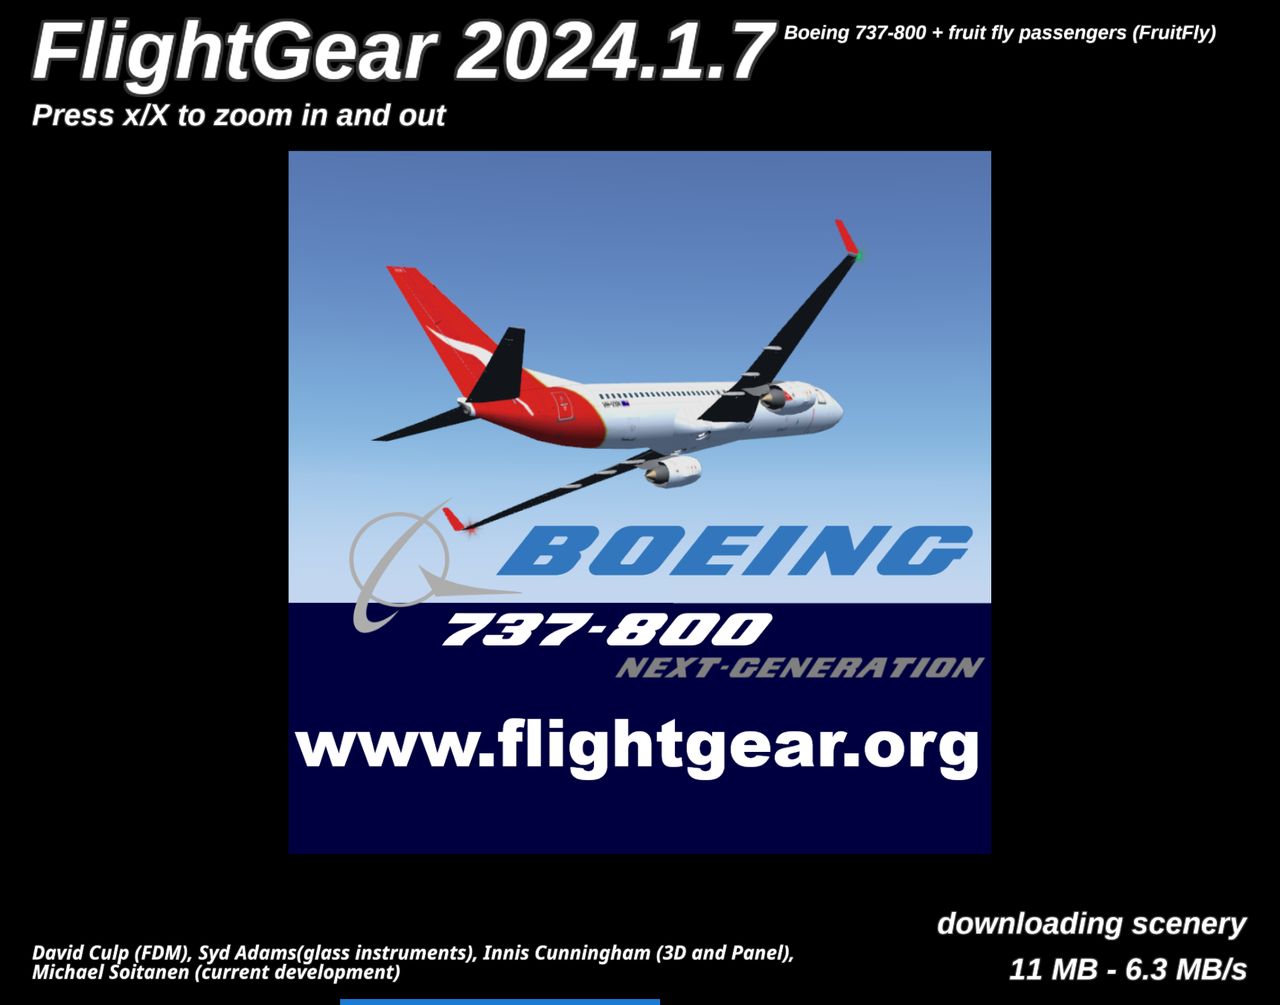 FlightGear 2024.1.7
Boeing 737-800 + fruit fly passengers (FruitFly)
Press x/X to zoom in and out
BOEING
737-800
NEXT-GENERATION
www.flightgear.org
downloading scenery
11 MB - 6.3 MB/s
David Culp (FDM), Syd Adams(glass instruments), Innis Cunningham (3D and Panel),
Michael Soitanen (current development)